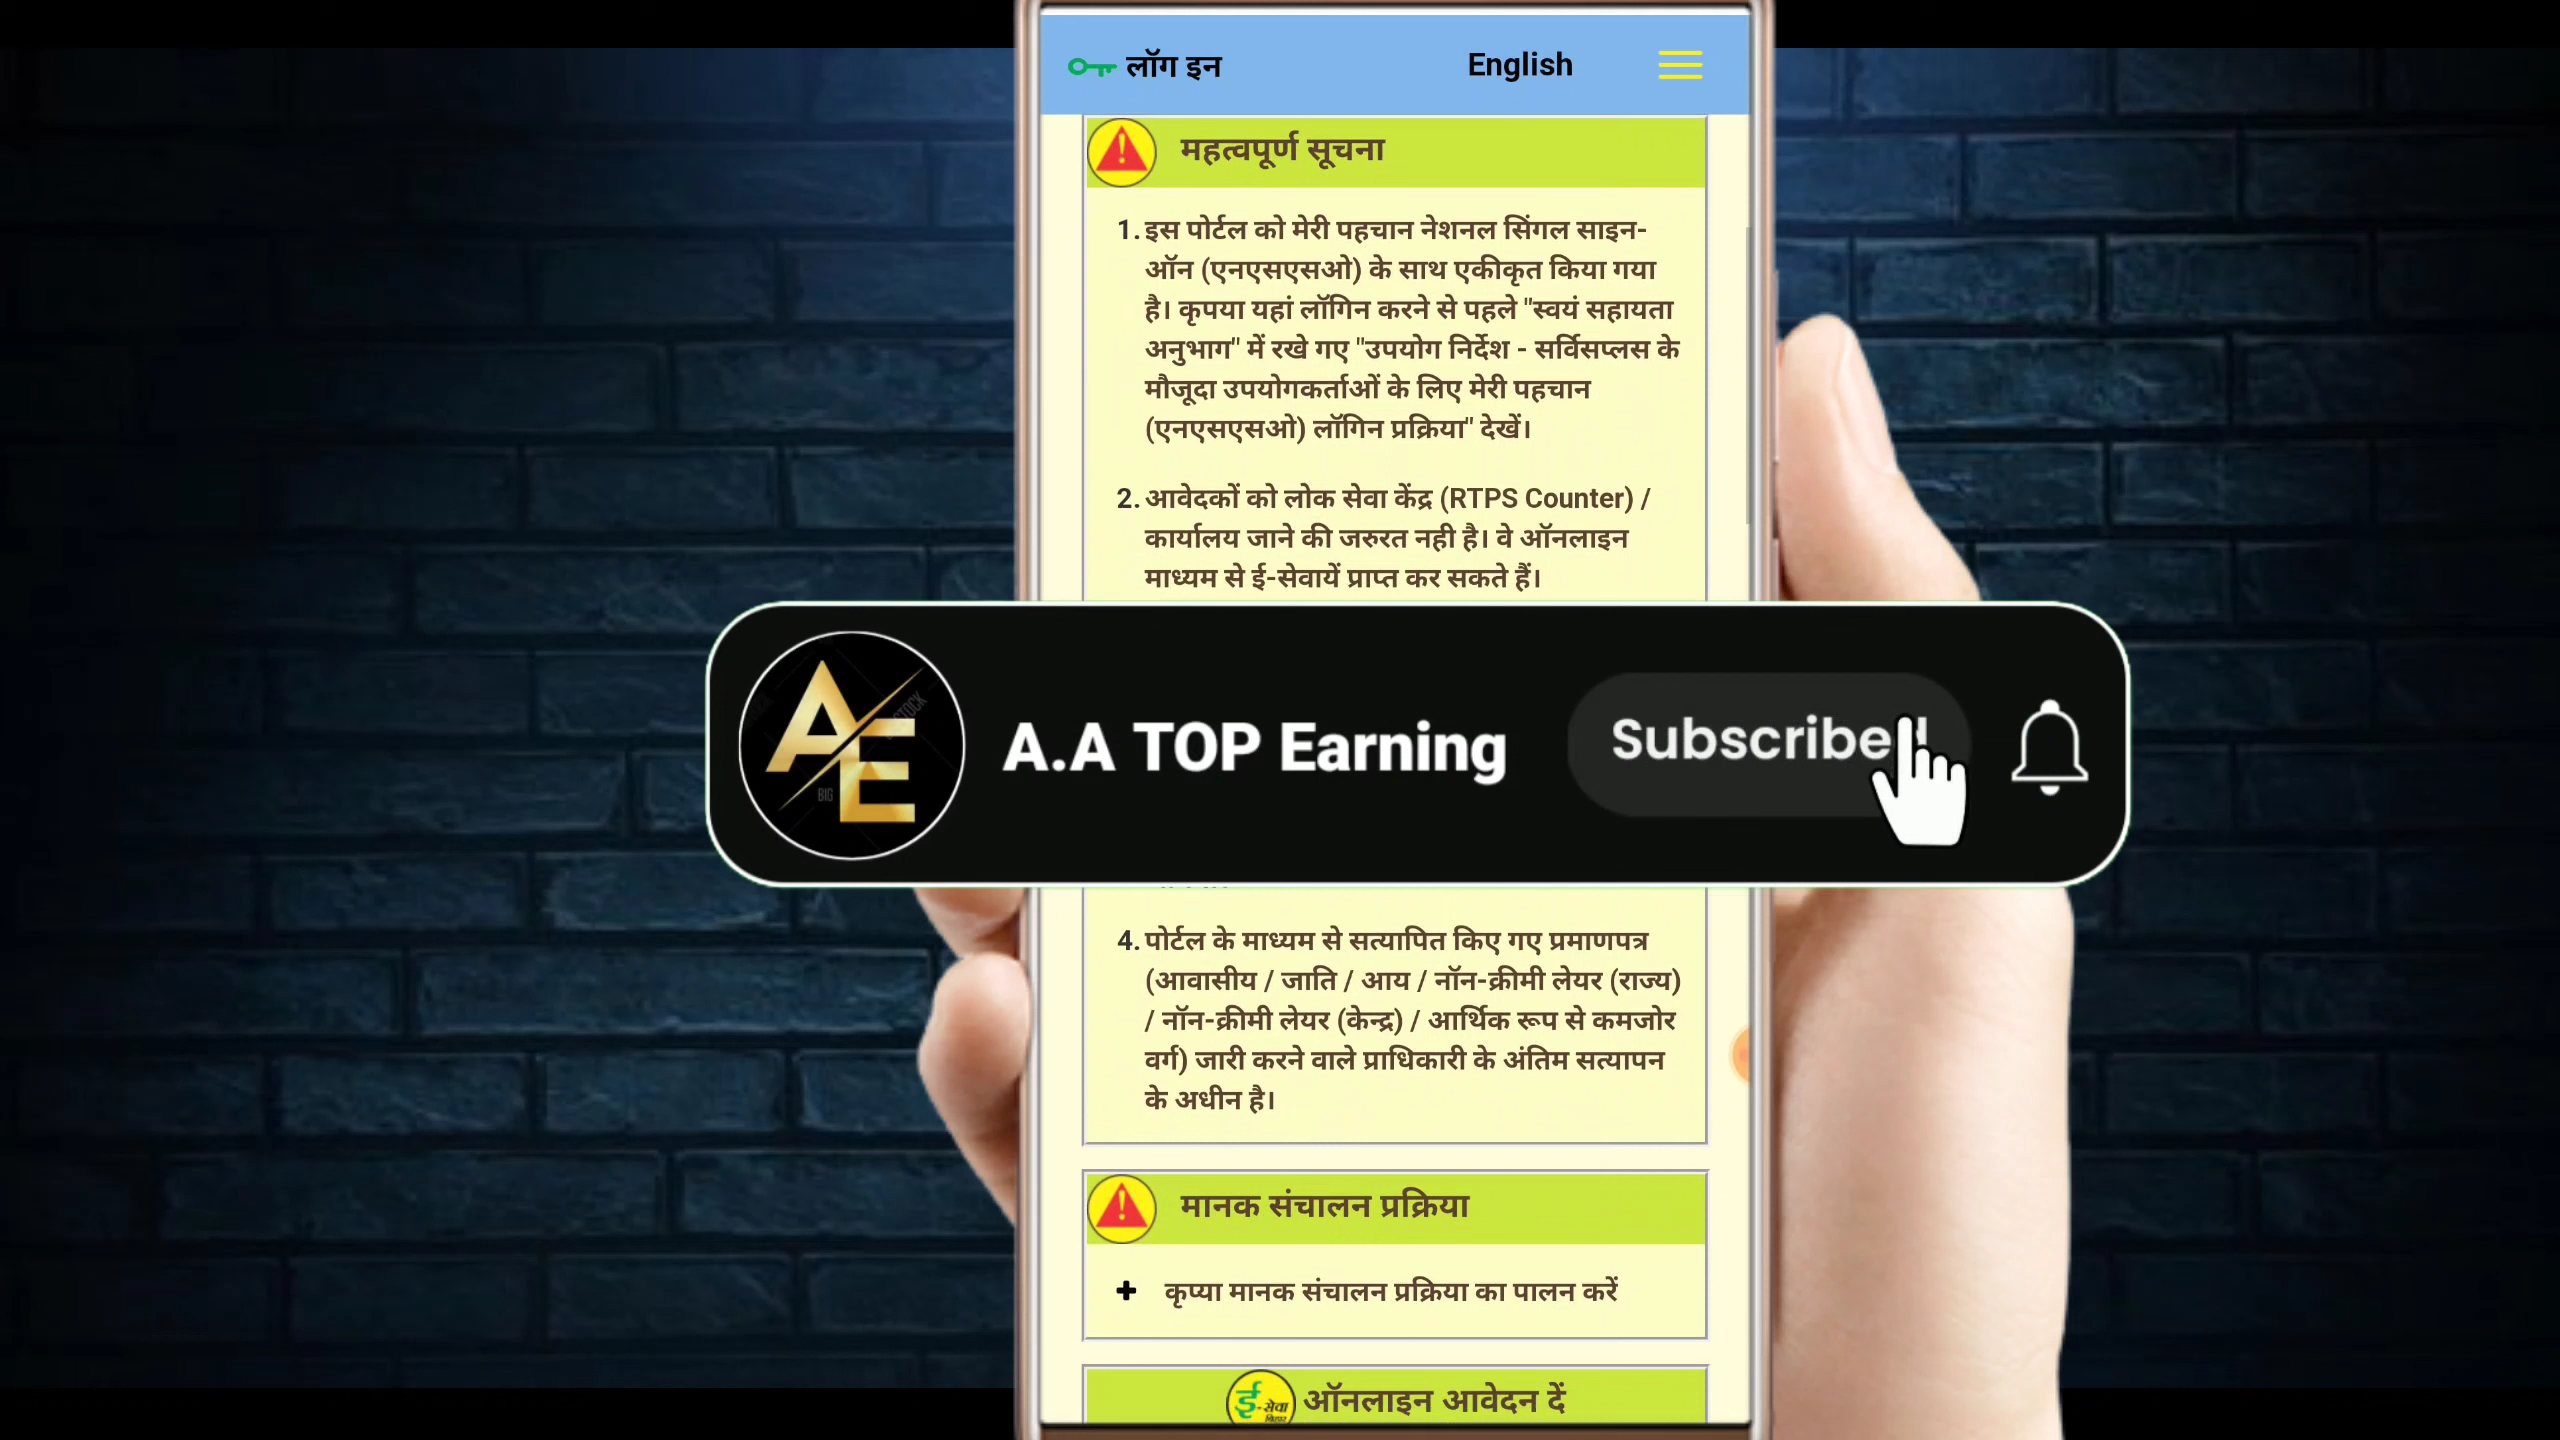 लॉग इन
English
महत्वपूर्ण सूचना
1. इस पोर्टल को मेरी पहचान नेशनल सिंगल साइन-
ऑन (एनएसएसओ) के साथ एकीकृत किया गया
है। कृपया यहां लॉगिन करने से पहले "स्वयं सहायता
अनुभाग" में रखे गए "उपयोग निर्देश - सर्विसप्लस के
मौजूदा उपयोगकर्ताओं के लिए मेरी पहचान
(एनएसएसओ) लॉगिन प्रक्रिया" देखें।
2. आवेदकों को लोक सेवा केंद्र (RTPS Counter) /
कार्यालय जाने की जरुरत नही है। वे ऑनलाइन
माध्यम से ई-सेवायें प्राप्त कर सकते हैं।
AE
BIG
A.A TOP Earning
Subscribed
4. पोर्टल के माध्यम से सत्यापित किए गए प्रमाणपत्र
(आवासीय / जाति / आय / नॉन-क्रीमी लेयर (राज्य)
/ नॉन-क्रीमी लेयर (केन्द्र) / आर्थिक रूप से कमजोर
वर्ग) जारी करने वाले प्राधिकारी के अंतिम सत्यापन
के अधीन है।
मानक संचालन प्रक्रिया
+ कृप्या मानक संचालन प्रक्रिया का पालन करें
ई-सेवा
बिहार
ऑनलाइन आवेदन दें